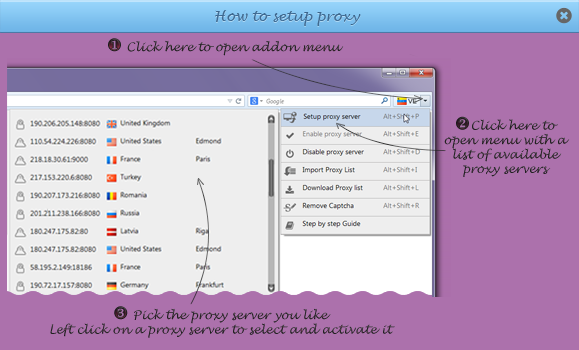 How to setup proxy
❶ Click here to open addon menu
Google
Setup proxy server Alt+Shift+P
Enable proxy server Alt+Shift+E
Disable proxy server Alt+Shift+D
Import Proxy List Alt+Shift+I
Download Proxy list Alt+Shift+L
Remove Captcha Alt+Shift+R
Step by step Guide
❷ Click here to
open menu with a
list of available
proxy servers
190.206.205.148:8080 United Kingdom
110.54.224.226:8080 United States Edmond
218.18.30.61:9000 France Paris
217.153.220.6:8080 Turkey
190.207.173.216:8080 Romania
201.211.238.166:8080 Russia
180.247.175.82:80 Latvia Riga
180.247.175.82:8080 United States Edmond
58.195.2.149:18186 France Paris
190.72.17.157:8080 Germany Frankfurt
❸ Pick the proxy server you like
Left click on a proxy server to select and activate it